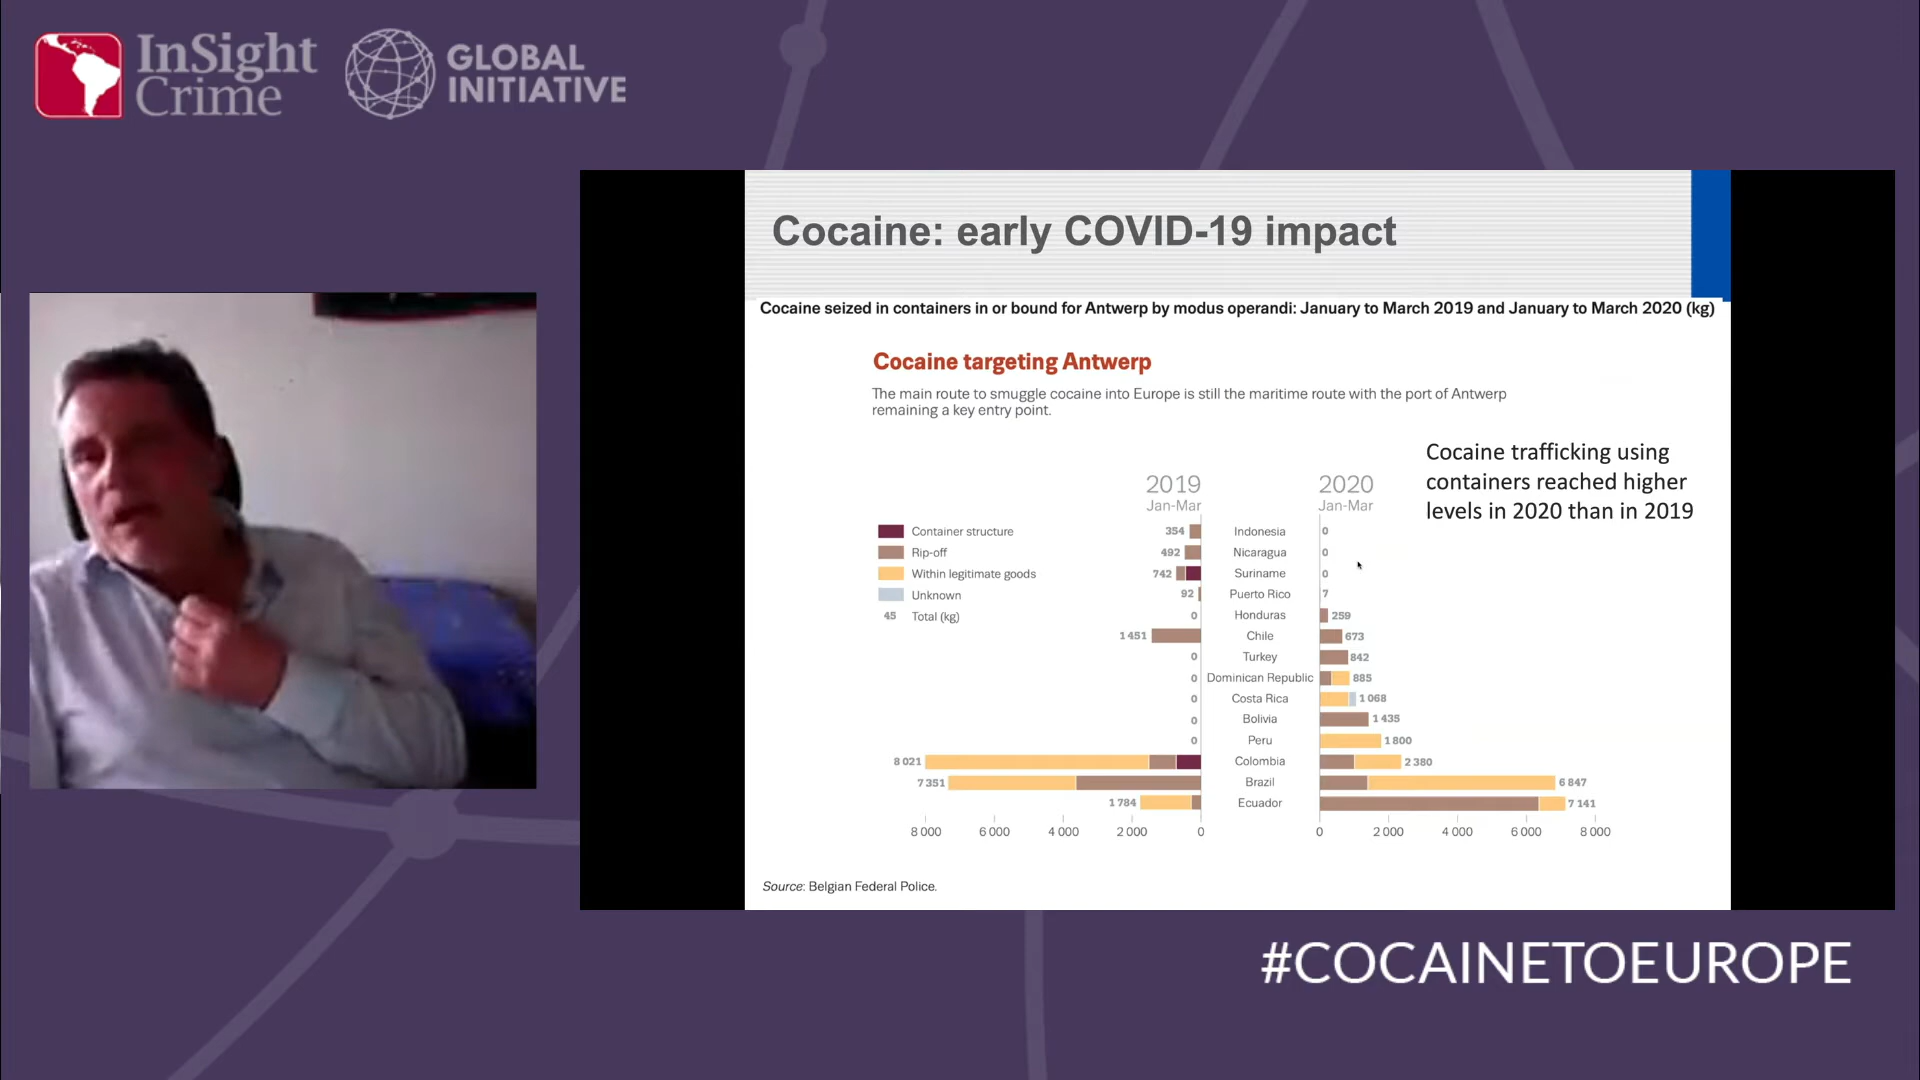 InSight
Crime
GLOBAL
INITIATIVE
Cocaine: early COVID-19 impact
Cocaine seized in containers in or bound for Antwerp by modus operandi: January to March 2019 and January to March 2020 (kg)
Cocaine targeting Antwerp
The main route to smuggle cocaine into Europe is still the maritime route with the port of Antwerp
remaining a key entry point.
Cocaine trafficking using
containers reached higher
levels in 2020 than in 2019
2019 2020
Jan-Mar Jan-Mar
Container structure
Rip-off
Within legitimate goods
Unknown
45 Total (kg)
354 Indonesia 0
492 Nicaragua 0
742 Suriname 0
92 Puerto Rico 7
0 Honduras 259
1 451 Chile 673
0 Turkey 842
0 Dominican Republic 885
0 Costa Rica 1 068
0 Bolivia 1 435
0 Peru 1 800
8 021 Colombia 2 380
7 351 Brazil 6 847
1 784 Ecuador 7 141
8 000 6 000 4 000 2 000 0 0 2 000 4 000 6 000 8 000
Source: Belgian Federal Police.
#COCAINETOEUROPE